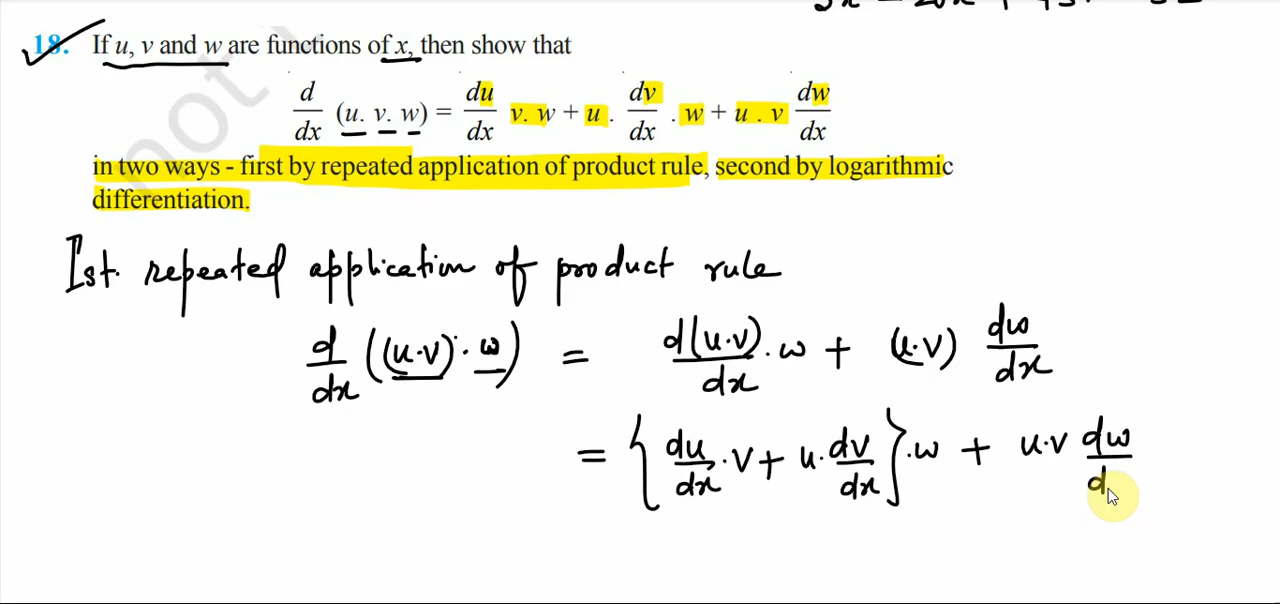 18. If u, v and w are functions of x, then show that
d/dx (u. v. w) = du/dx v. w + u . dv/dx . w + u . v dw/dx
in two ways - first by repeated application of product rule, second by logarithmic
differentiation.
Ist. repeated application of product rule
d/dx ((u·v)·w) = d(u·v)/dx · w + (u·v) dw/dx
= { du/dx · v + u · dv/dx } · w + u·v dw/d